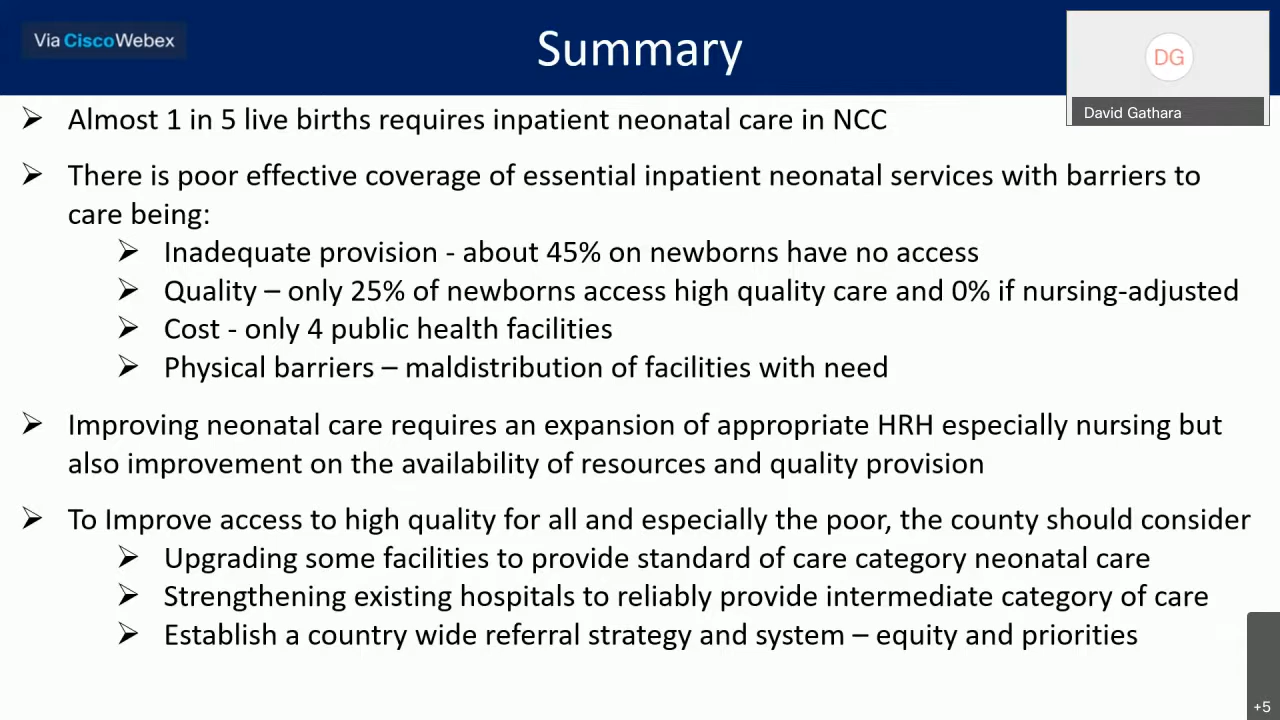 Via CiscoWebex
Summary
DG
David Gathara
➢ Almost 1 in 5 live births requires inpatient neonatal care in NCC
➢ There is poor effective coverage of essential inpatient neonatal services with barriers to
care being:
➢ Inadequate provision - about 45% on newborns have no access
➢ Quality – only 25% of newborns access high quality care and 0% if nursing-adjusted
➢ Cost - only 4 public health facilities
➢ Physical barriers – maldistribution of facilities with need
➢ Improving neonatal care requires an expansion of appropriate HRH especially nursing but
also improvement on the availability of resources and quality provision
➢ To Improve access to high quality for all and especially the poor, the county should consider
➢ Upgrading some facilities to provide standard of care category neonatal care
➢ Strengthening existing hospitals to reliably provide intermediate category of care
➢ Establish a country wide referral strategy and system – equity and priorities
+5